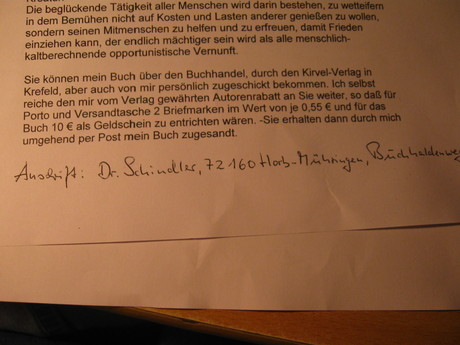 Die beglückende Tätigkeit aller Menschen wird darin bestehen, zu wetteifern
in dem Bemühen nicht auf Kosten und Lasten anderer genießen zu wollen,
sondern seinen Mitmenschen zu helfen und zu erfreuen, damit Frieden
einziehen kann, der endlich mächtiger sein wird als alle menschlich-
kaltberechnende opportunistische Vernunft.
Sie können mein Buch über den Buchhandel, durch den Kirvel-Verlag in
Krefeld, aber auch von mir persönlich zugeschickt bekommen. Ich selbst
reiche den mir vom Verlag gewährten Autorenrabatt an Sie weiter, so daß für
Porto und Versandtasche 2 Briefmarken im Wert von je 0,55 € und für das
Buch 10 € als Geldschein zu entrichten wären. -Sie erhalten dann durch mich
umgehend per Post mein Buch zugesandt.
Anschrift: Dr. Schindler, 72160 Horb-Mühringen, Buchhaldenweg